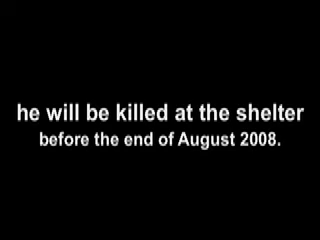 he will be killed at the shelter
before the end of August 2008.